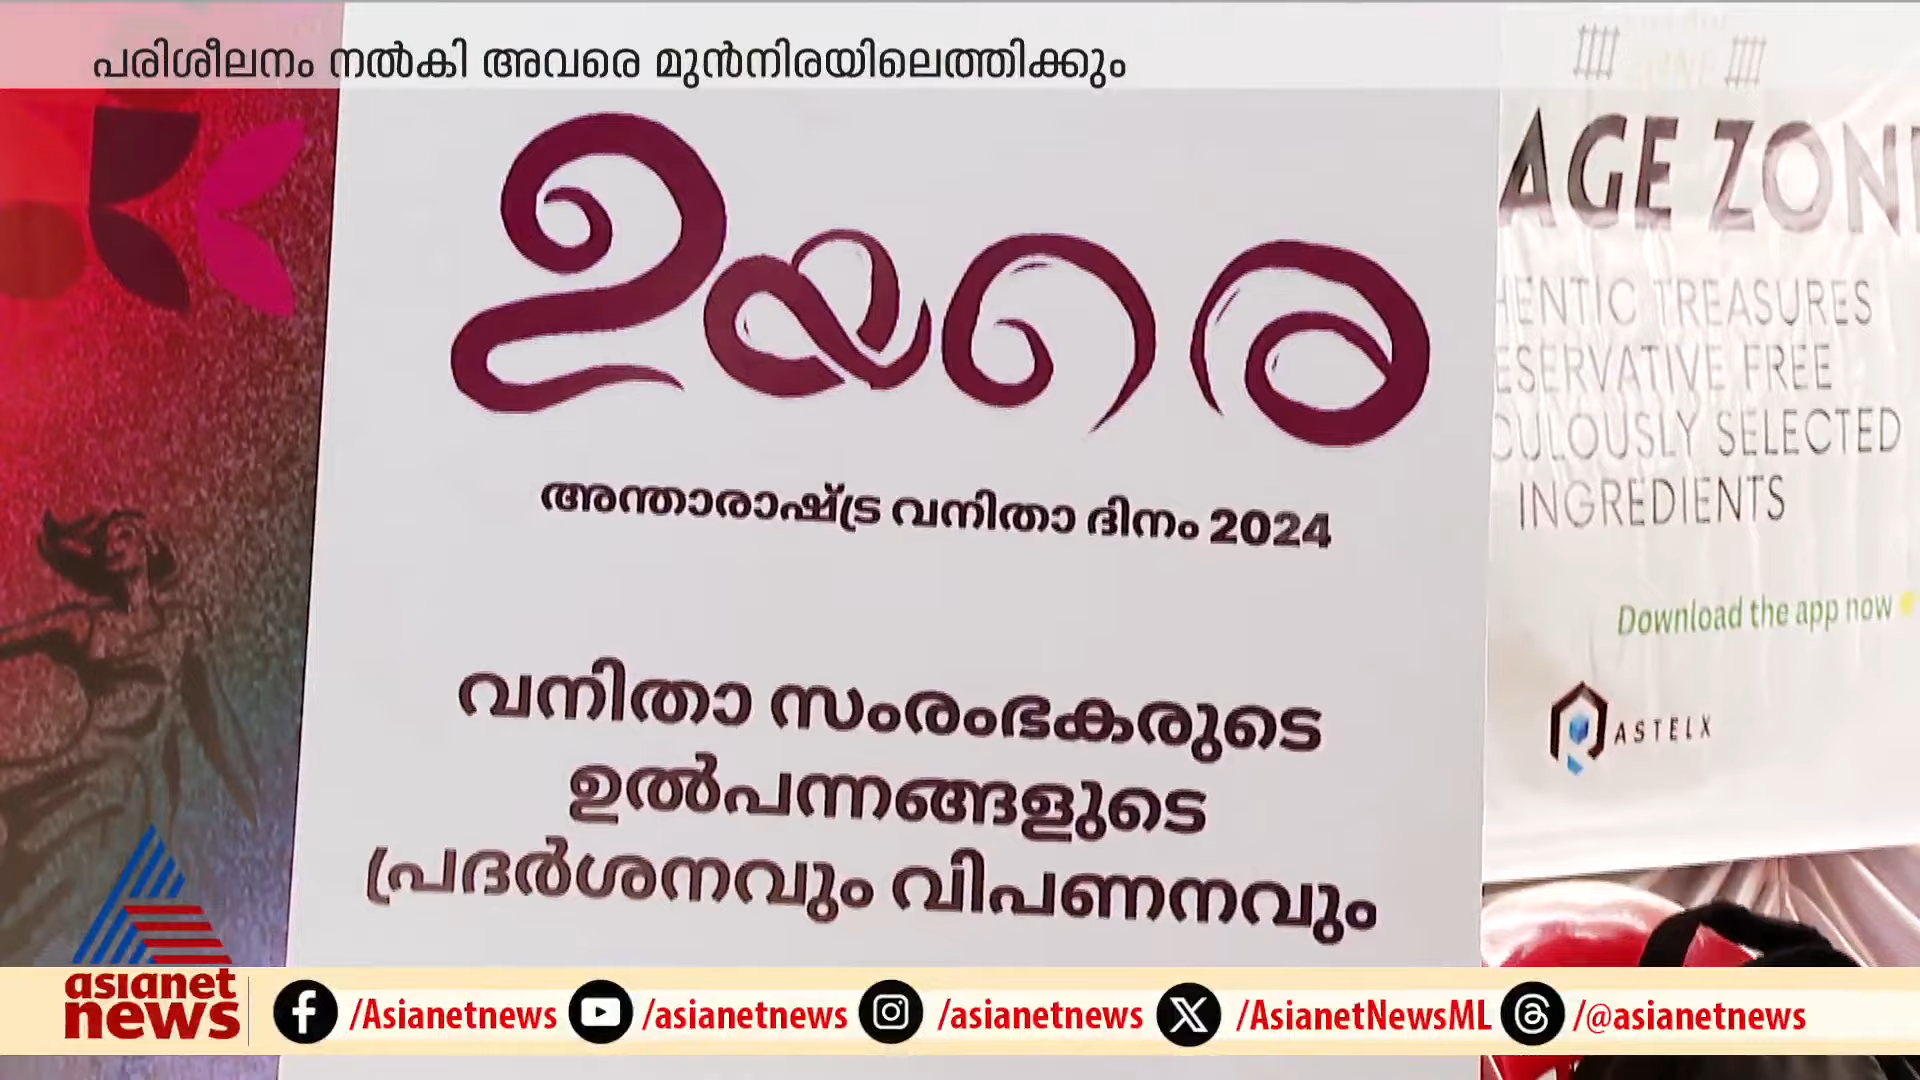 പരിശീലനം നൽകി അവരെ മുൻനിരയിലെത്തിക്കും
ഉയരെ
അന്താരാഷ്ട്ര വനിതാ ദിനം 2024
വനിതാ സംരംഭകരുടെ
ഉൽപന്നങ്ങളുടെ
പ്രദർശനവും വിപണനവും
AGE ZONE
HENTIC TREASURES
ESERVATIVE FREE
CULOUSLY SELECTED
INGREDIENTS
Download the app now
ASTELX
asianet
news
/Asianetnews
/asianetnews
/asianetnews
/AsianetNewsML
/@asianetnews